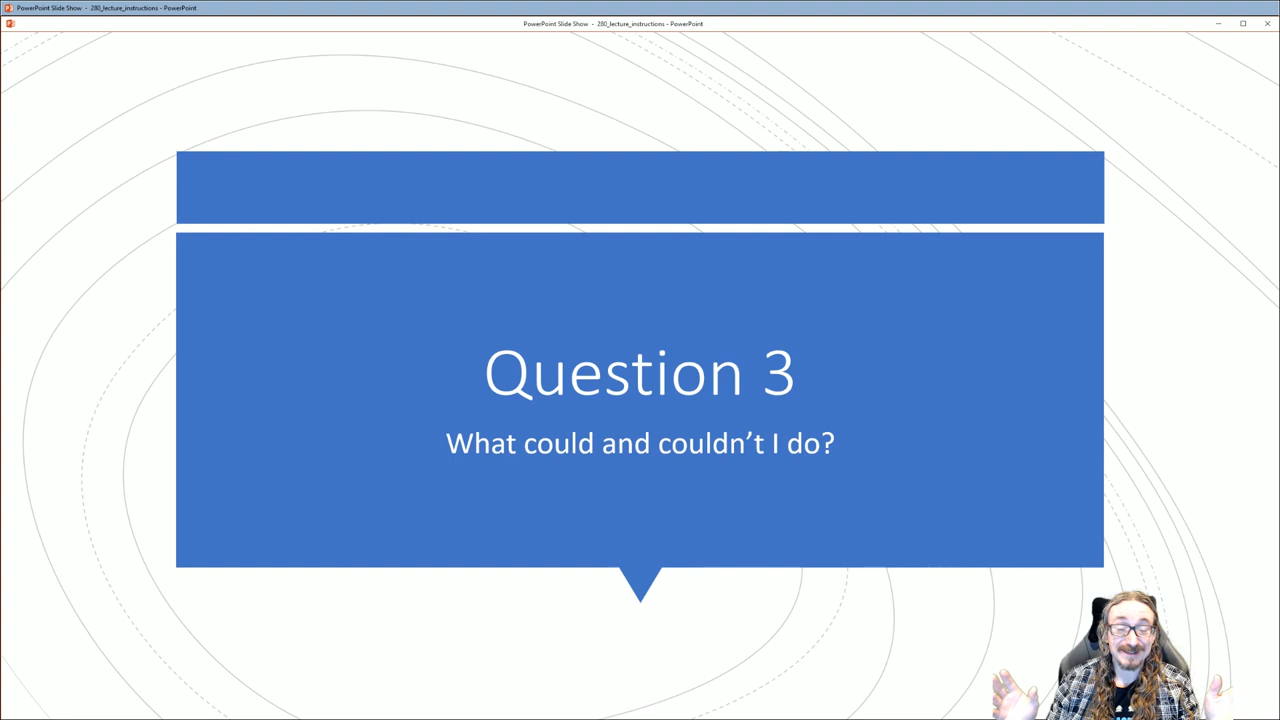 PowerPoint Slide Show - 280_lecture_instructions - PowerPoint
PowerPoint Slide Show - 280_lecture_instructions - PowerPoint
Question 3
What could and couldn’t I do?